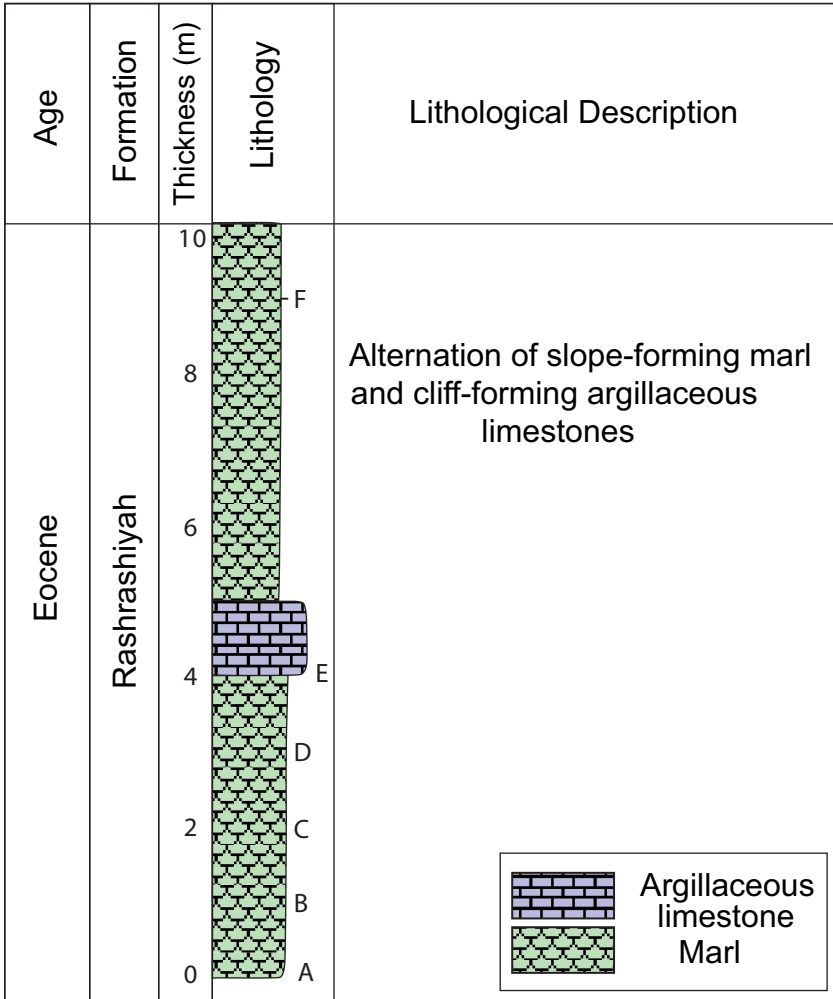 Age
Formation
Thickness (m)
Lithology
Lithological Description
Eocene
Rashrashiyah
10
8
6
4
2
0
F
E
D
C
B
A
Alternation of slope-forming marl
and cliff-forming argillaceous
limestones
Argillaceous
limestone
Marl